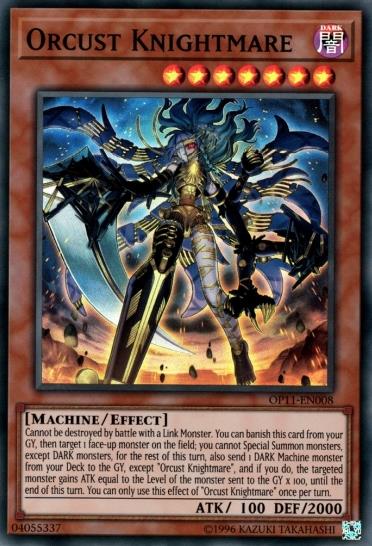 ORCUST KNIGHTMARE
DARK
闇
OP11-EN008
[MACHINE/EFFECT]
Cannot be destroyed by battle with a Link Monster. You can banish this card from your
GY, then target 1 face-up monster on the field; you cannot Special Summon monsters,
except DARK monsters, for the rest of this turn, also send 1 DARK Machine monster
from your Deck to the GY, except "Orcust Knightmare", and if you do, the targeted
monster gains ATK equal to the Level of the monster sent to the GY x 100, until the
end of this turn. You can only use this effect of "Orcust Knightmare" once per turn.
ATK/ 100 DEF/2000
04055337
©1996 KAZUKI TAKAHASHI